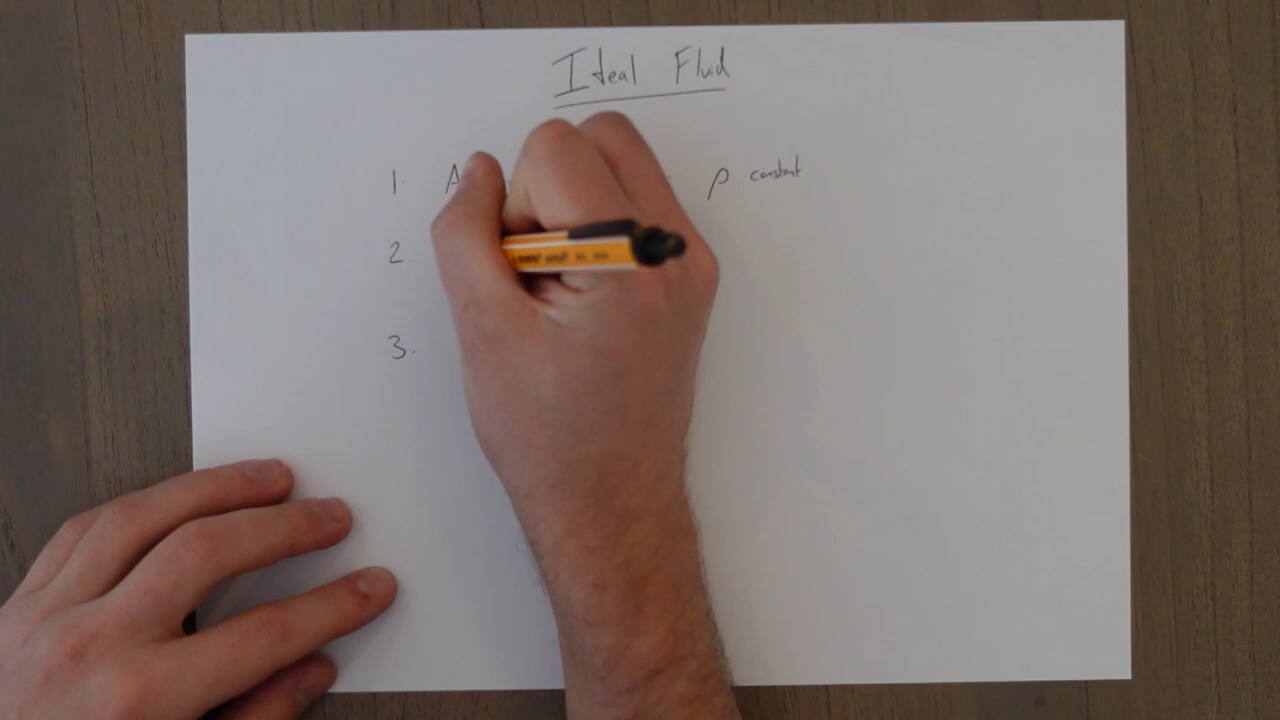 Ideal Fluid
1. A ρ constant
2.
3.